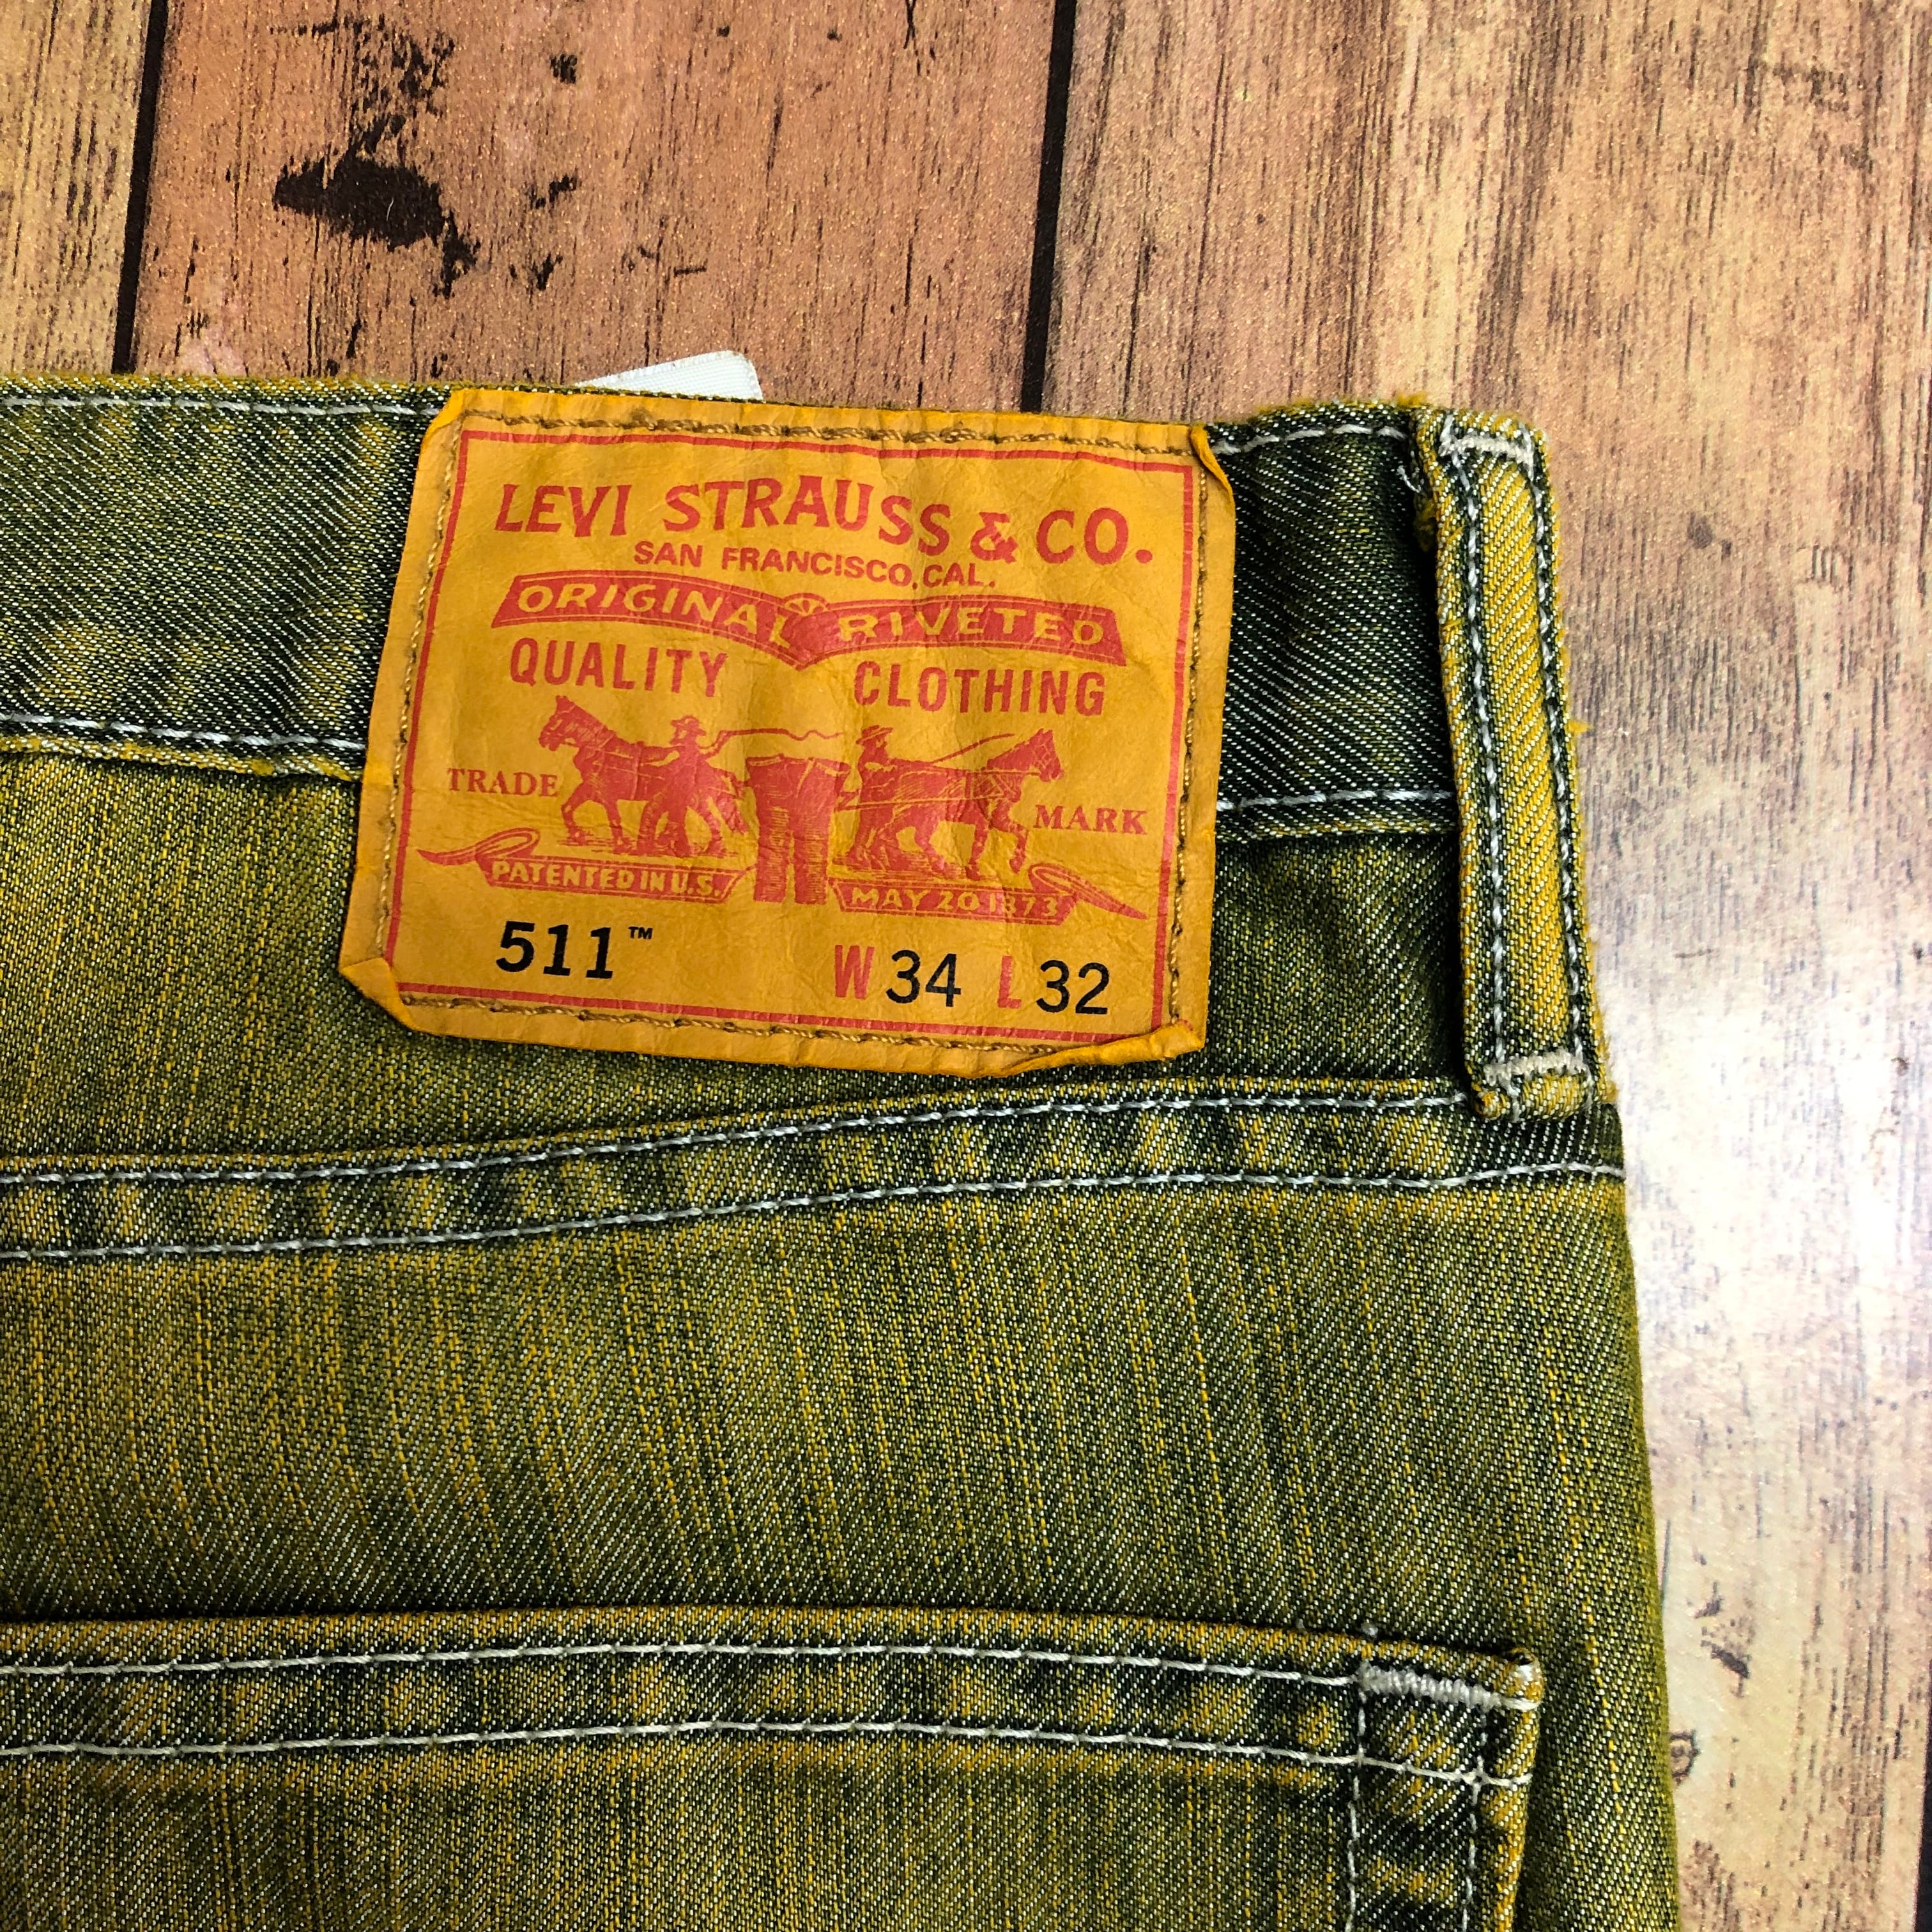 LEVI STRAUSS & CO.
SAN FRANCISCO, CAL.
ORIGINAL RIVETED
QUALITY CLOTHING
TRADE MARK
PATENTED IN U.S. MAY 20 1873
511™ W 34 L 32